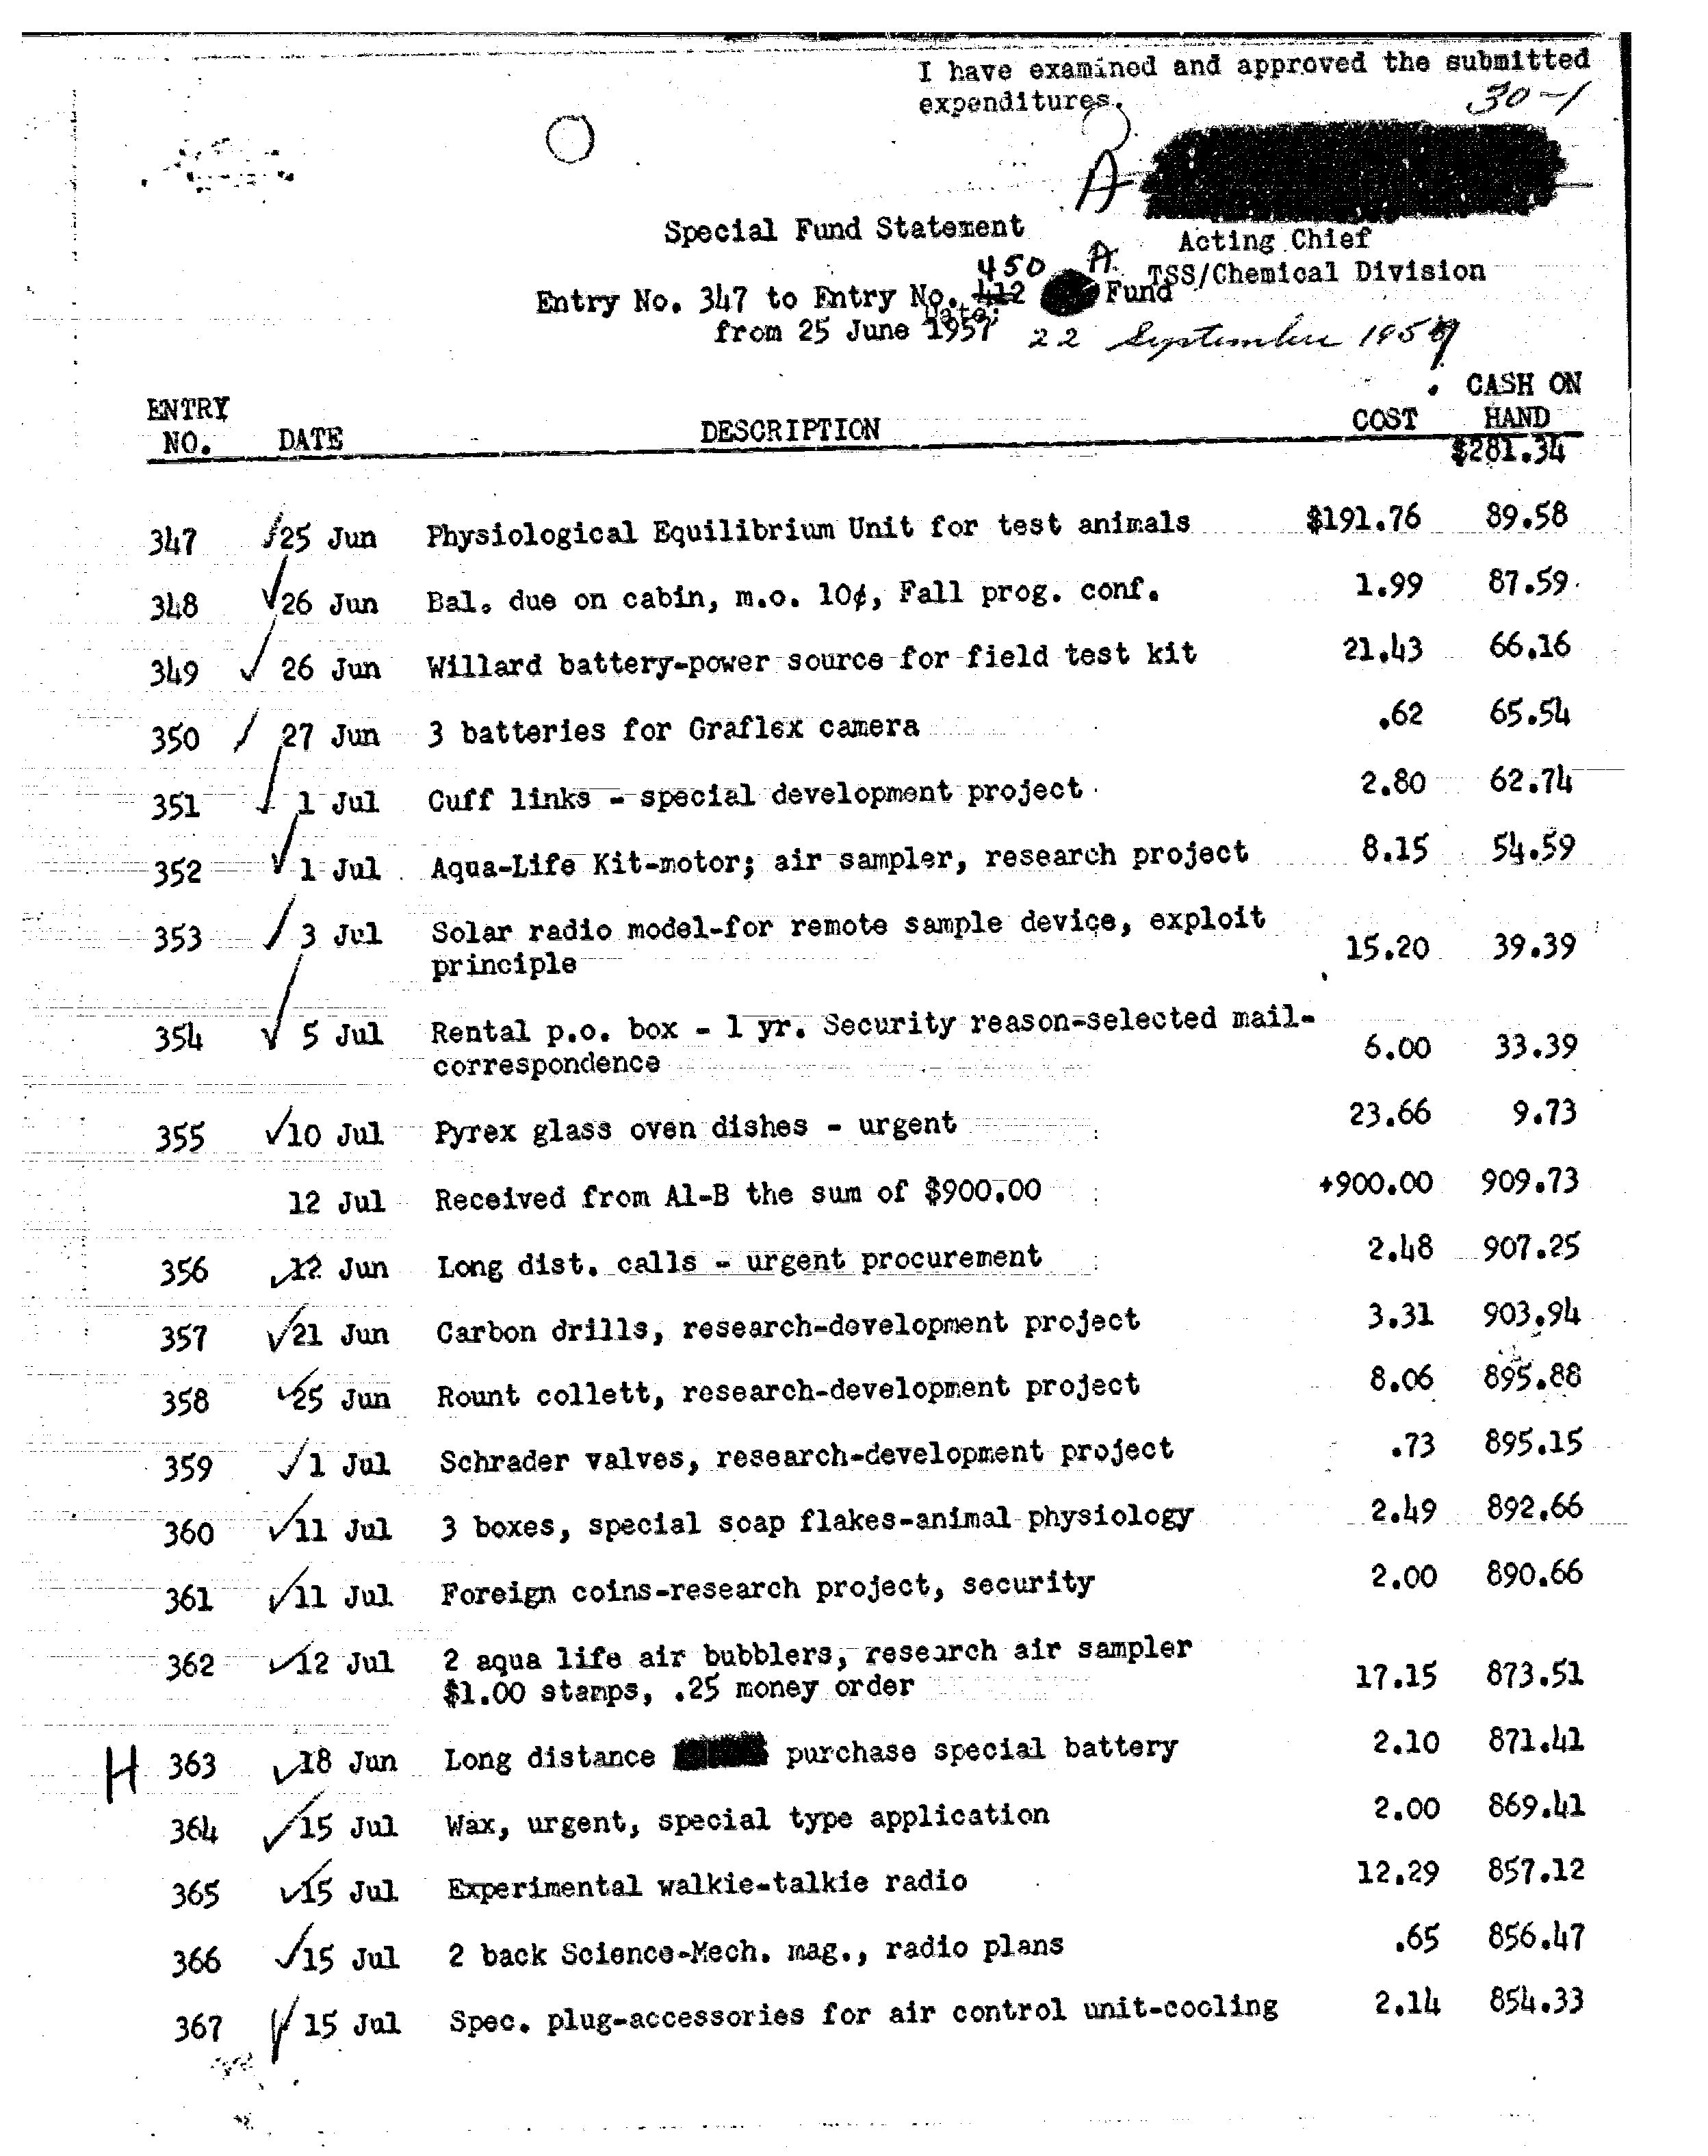 I have examined and approved the submitted
expenditures.
30-1
A
Special Fund Statement
Acting Chief
450 A
TSS/Chemical Division
Entry No. 347 to Entry No. 412 Fund
Date:
from 25 June 1957 22 September 1957
ENTRY NO. DATE DESCRIPTION COST CASH ON HAND
$281.34
347 25 Jun Physiological Equilibrium Unit for test animals $191.76 89.58
348 26 Jun Bal. due on cabin, m.o. 10¢, Fall prog. conf. 1.99 87.59
349 26 Jun Willard battery-power source for field test kit 21.43 66.16
350 27 Jun 3 batteries for Graflex camera .62 65.54
351 1 Jul Cuff links - special development project 2.80 62.74
352 1 Jul Aqua-Life Kit-motor; air sampler, research project 8.15 54.59
353 3 Jul Solar radio model-for remote sample device, exploit
principle 15.20 39.39
354 5 Jul Rental p.o. box - 1 yr. Security reason-selected mail-
correspondence 6.00 33.39
355 10 Jul Pyrex glass oven dishes - urgent 23.66 9.73
12 Jul Received from Al-B the sum of $900.00 +900.00 909.73
356 12 Jun Long dist. calls - urgent procurement 2.48 907.25
357 21 Jun Carbon drills, research-development project 3.31 903.94
358 25 Jun Rount collett, research-development project 8.06 895.88
359 1 Jul Schrader valves, research-development project .73 895.15
360 11 Jul 3 boxes, special soap flakes-animal physiology 2.49 892.66
361 11 Jul Foreign coins-research project, security 2.00 890.66
362 12 Jul 2 aqua life air bubblers, research air sampler
$1.00 stamps, .25 money order 17.15 873.51
H 363 18 Jun Long distance purchase special battery 2.10 871.41
364 15 Jul Wax, urgent, special type application 2.00 869.41
365 15 Jul Experimental walkie-talkie radio 12.29 857.12
366 15 Jul 2 back Science-Mech. mag., radio plans .65 856.47
367 15 Jul Spec. plug-accessories for air control unit-cooling 2.14 854.33